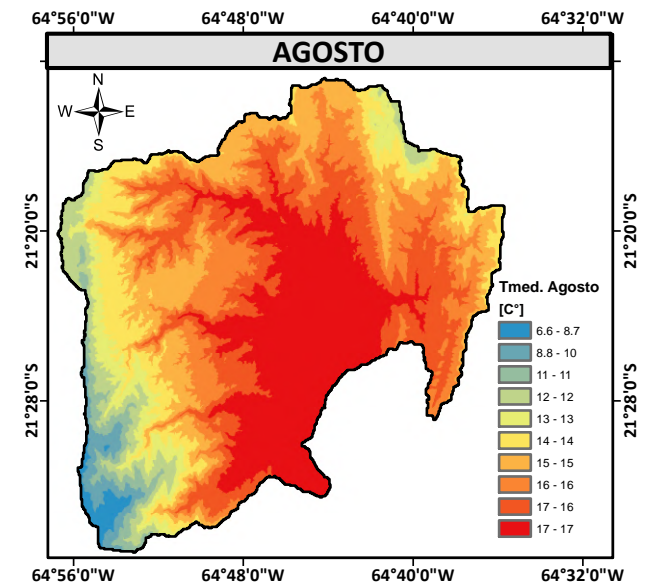 64°56'0"W 64°48'0"W 64°40'0"W 64°32'0"W
AGOSTO
N
W E
S
21°20'0"S 21°20'0"S
Tmed. Agosto
[C°]
6.6 - 8.7
8.8 - 10
11 - 11
12 - 12
13 - 13
14 - 14
15 - 15
16 - 16
17 - 16
17 - 17
21°28'0"S 21°28'0"S
64°56'0"W 64°48'0"W 64°40'0"W 64°32'0"W